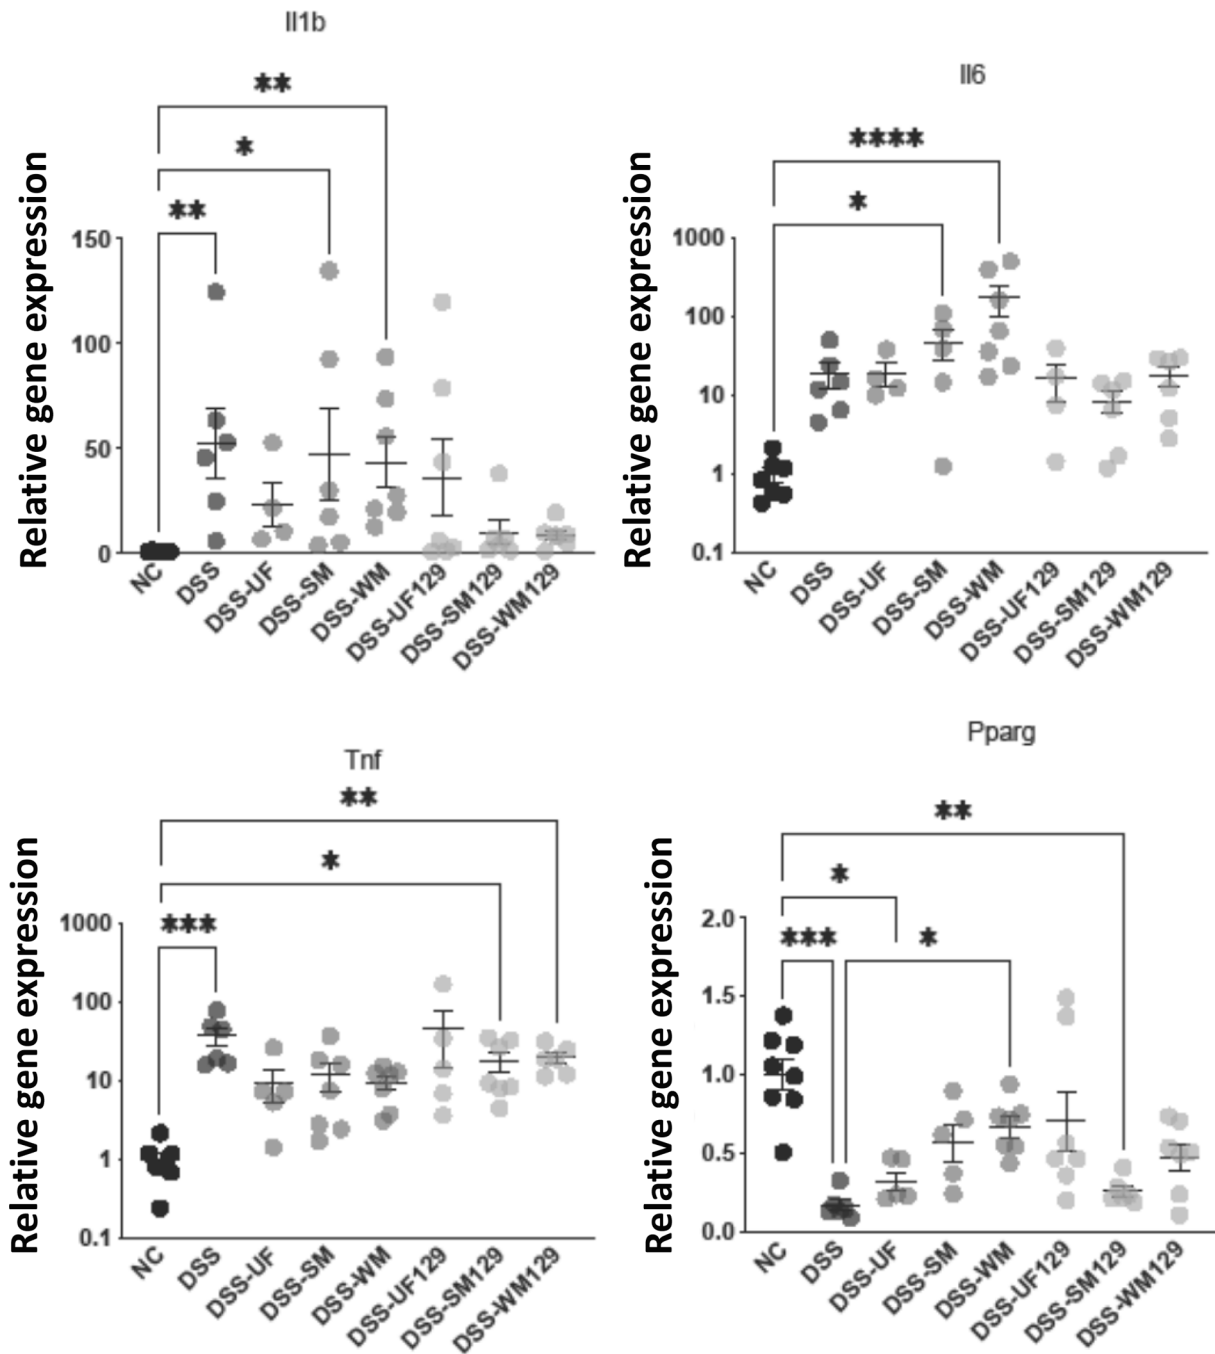 Il1b
**
*
**
Relative gene expression
150
100
50
0
NC
DSS
DSS-UF
DSS-SM
DSS-WM
DSS-UF129
DSS-SM129
DSS-WM129
Il6
****
*
Relative gene expression
1000
100
10
1
0.1
NC
DSS
DSS-UF
DSS-SM
DSS-WM
DSS-UF129
DSS-SM129
DSS-WM129
Tnf
**
*
***
Relative gene expression
1000
100
10
1
0.1
NC
DSS
DSS-UF
DSS-SM
DSS-WM
DSS-UF129
DSS-SM129
DSS-WM129
Pparg
**
*
*** *
Relative gene expression
2.0
1.5
1.0
0.5
0.0
NC
DSS
DSS-UF
DSS-SM
DSS-WM
DSS-UF129
DSS-SM129
DSS-WM129